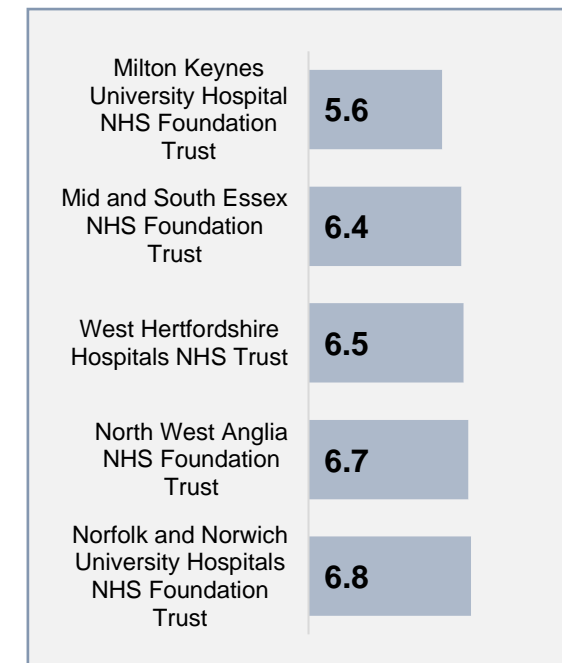 Milton Keynes
University Hospital
NHS Foundation
Trust
5.6
Mid and South Essex
NHS Foundation
Trust
6.4
West Hertfordshire
Hospitals NHS Trust
6.5
North West Anglia
NHS Foundation
Trust
6.7
Norfolk and Norwich
University Hospitals
NHS Foundation
Trust
6.8